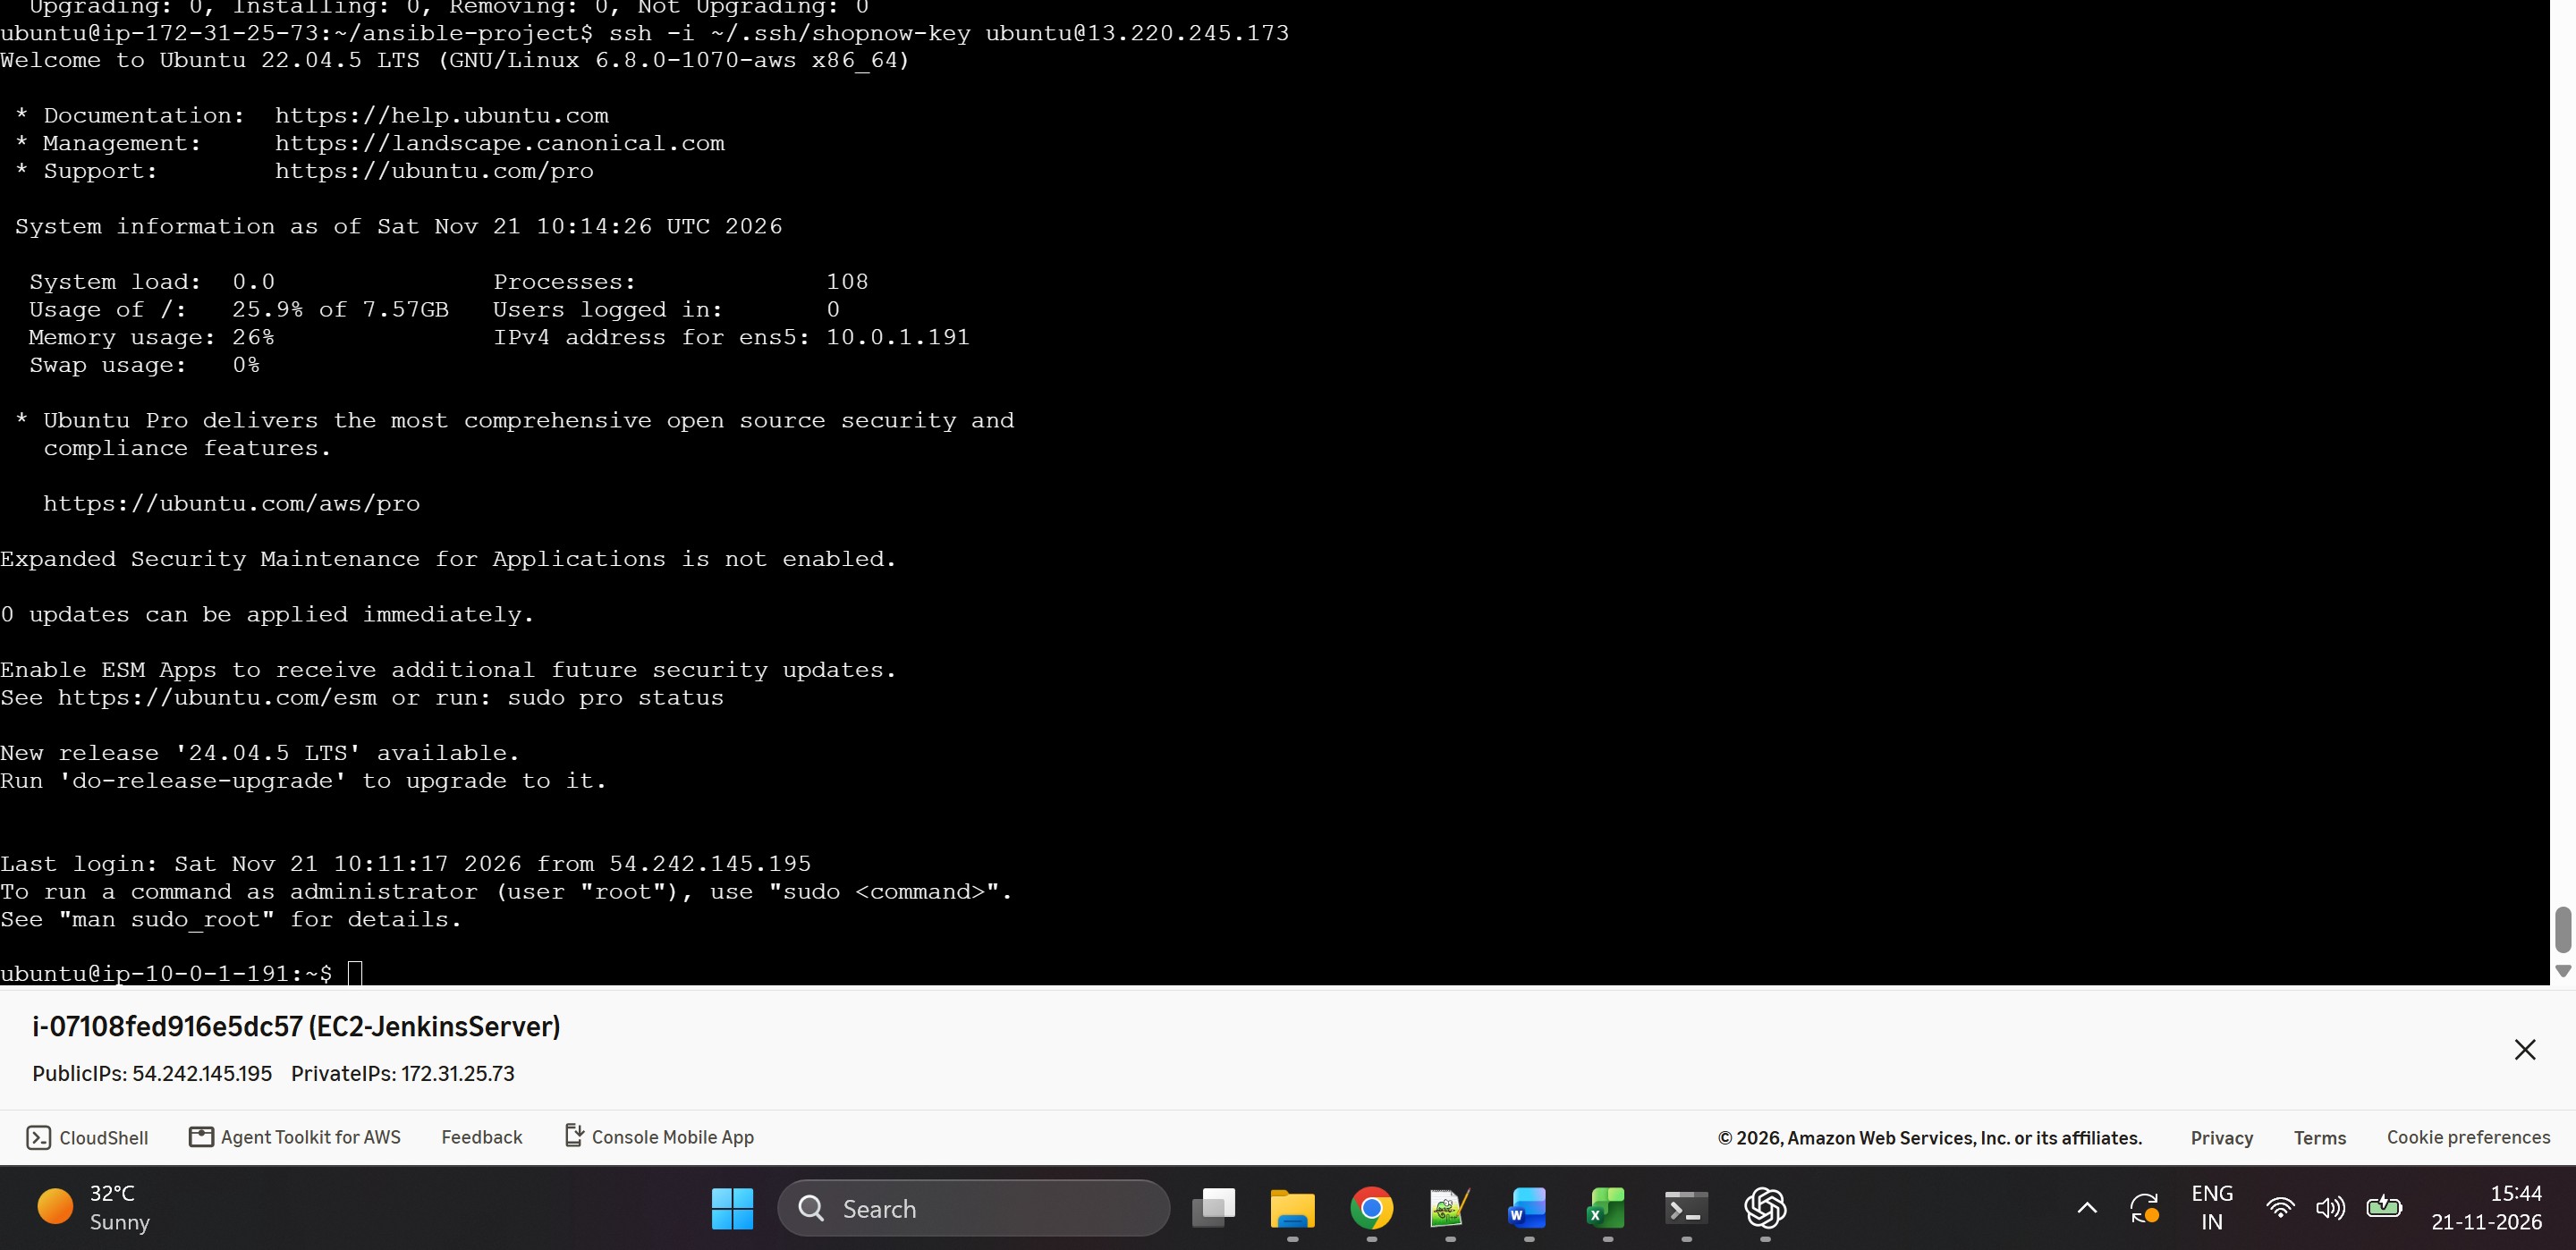 Upgrading: 0, Installing: 0, Removing: 0, Not Upgrading: 0
ubuntu@ip-172-31-25-73:~/ansible-project$ ssh -i ~/.ssh/shopnow-key ubuntu@13.220.245.173
Welcome to Ubuntu 22.04.5 LTS (GNU/Linux 6.8.0-1070-aws x86_64)
* Documentation:  https://help.ubuntu.com
* Management:     https://landscape.canonical.com
* Support:        https://ubuntu.com/pro
System information as of Sat Nov 21 10:14:26 UTC 2026
System load:  0.0               Processes:             108
Usage of /:   25.9% of 7.57GB   Users logged in:       0
Memory usage: 26%               IPv4 address for ens5: 10.0.1.191
Swap usage:   0%
* Ubuntu Pro delivers the most comprehensive open source security and
compliance features.
https://ubuntu.com/aws/pro
Expanded Security Maintenance for Applications is not enabled.
0 updates can be applied immediately.
Enable ESM Apps to receive additional future security updates.
See https://ubuntu.com/esm or run: sudo pro status
New release '24.04.5 LTS' available.
Run 'do-release-upgrade' to upgrade to it.
Last login: Sat Nov 21 10:11:17 2026 from 54.242.145.195
To run a command as administrator (user "root"), use "sudo <command>".
See "man sudo_root" for details.
ubuntu@ip-10-0-1-191:~$
i-07108fed916e5dc57 (EC2-JenkinsServer)
PublicIPs: 54.242.145.195   PrivateIPs: 172.31.25.73
CloudShell   Agent Toolkit for AWS   Feedback   Console Mobile App   © 2026, Amazon Web Services, Inc. or its affiliates.   Privacy   Terms   Cookie preferences
32°C
Sunny
Search
ENG
IN
15:44
21-11-2026